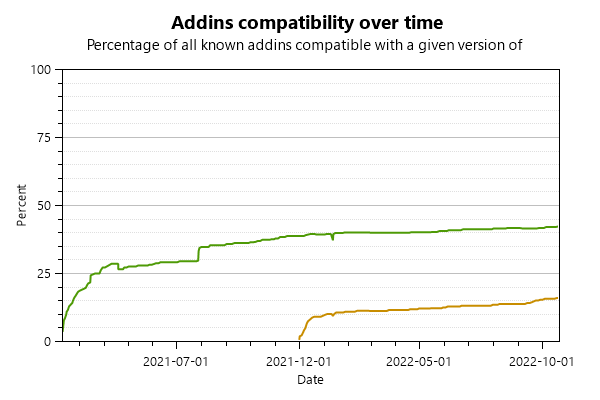 Addins compatibility over time
Percentage of all known addins compatible with a given version of
100
75
50
25
0
Percent
2021-07-01
2021-12-01
2022-05-01
2022-10-01
Date